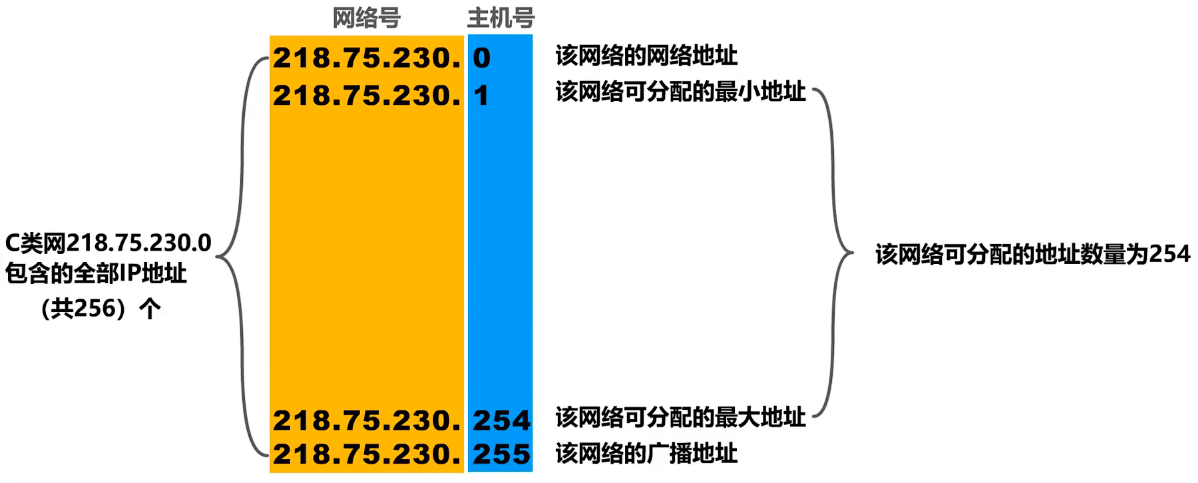 网络号 主机号
218.75.230. 0 该网络的网络地址
218.75.230. 1 该网络可分配的最小地址
C类网218.75.230.0
包含的全部IP地址
（共256）个
该网络可分配的地址数量为254
218.75.230. 254 该网络可分配的最大地址
218.75.230. 255 该网络的广播地址